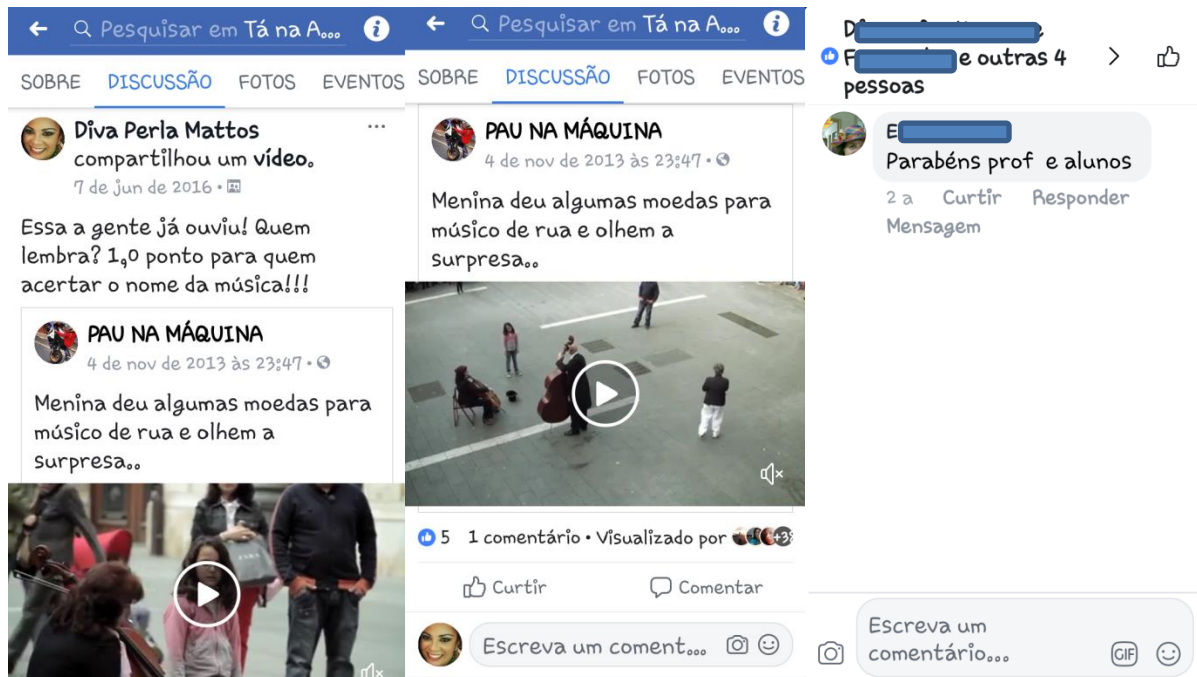 Pesquisar em Tá na A...
SOBRE DISCUSSÃO FOTOS EVENTOS
Diva Perla Mattos
compartilhou um vídeo.
7 de jun de 2016
Essa a gente já ouviu! Quem
lembra? 1,0 ponto para quem
acertar o nome da música!!!
PAU NA MÁQUINA
4 de nov de 2013 às 23:47
Menina deu algumas moedas para
músico de rua e olhem a
surpresa..
ZARA
Pesquisar em Tá na A...
SOBRE DISCUSSÃO FOTOS EVENTOS
PAU NA MÁQUINA
4 de nov de 2013 às 23:47
Menina deu algumas moedas para
músico de rua e olhem a
surpresa..
5 1 comentário • Visualizado por +3
Curtir Comentar
Escreva um coment...
D
F e outras 4
pessoas
E
Parabéns prof e alunos
2 a Curtir Responder
Mensagem
Escreva um
comentário... GIF